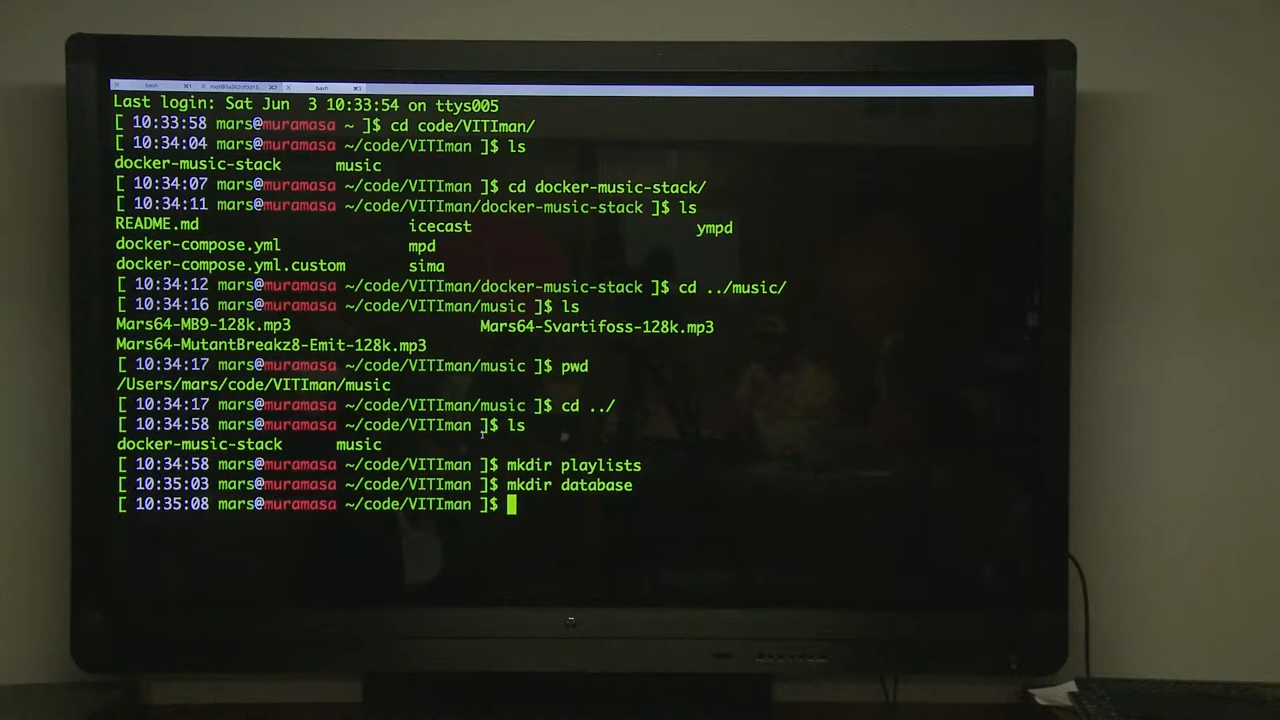 bash ⌘1 ⌘2 bash ⌘3
Last login: Sat Jun 3 10:33:54 on ttys005
[ 10:33:58 mars@muramasa ~ ]$ cd code/VITIman/
[ 10:34:04 mars@muramasa ~/code/VITIman ]$ ls
docker-music-stack music
[ 10:34:07 mars@muramasa ~/code/VITIman ]$ cd docker-music-stack/
[ 10:34:11 mars@muramasa ~/code/VITIman/docker-music-stack ]$ ls
README.md icecast ympd
docker-compose.yml mpd
docker-compose.yml.custom sima
[ 10:34:12 mars@muramasa ~/code/VITIman/docker-music-stack ]$ cd ../music/
[ 10:34:16 mars@muramasa ~/code/VITIman/music ]$ ls
Mars64-MB9-128k.mp3 Mars64-Svartifoss-128k.mp3
Mars64-MutantBreakz8-Emit-128k.mp3
[ 10:34:17 mars@muramasa ~/code/VITIman/music ]$ pwd
/Users/mars/code/VITIman/music
[ 10:34:17 mars@muramasa ~/code/VITIman/music ]$ cd ../
[ 10:34:58 mars@muramasa ~/code/VITIman ]$ ls
docker-music-stack music
[ 10:34:58 mars@muramasa ~/code/VITIman ]$ mkdir playlists
[ 10:35:03 mars@muramasa ~/code/VITIman ]$ mkdir database
[ 10:35:08 mars@muramasa ~/code/VITIman ]$